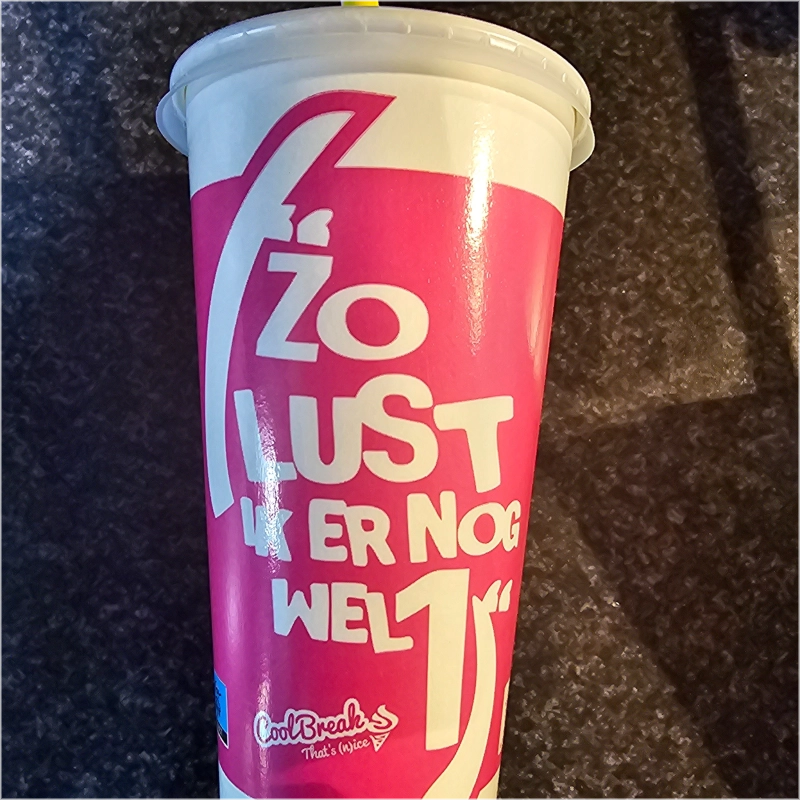 “ZO
LUST
IK ER NOG
WEL 1“
CoolBreak
That's (n)ice